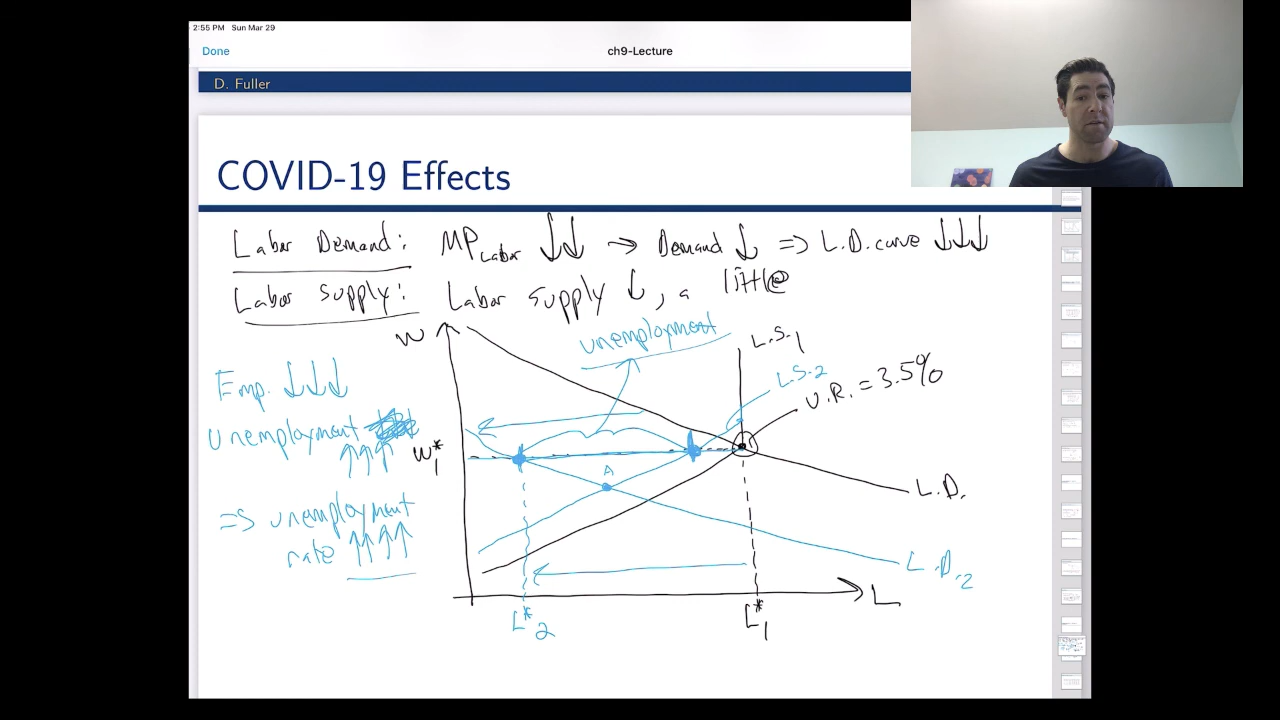 2:55 PM Sun Mar 29
Done
ch9-Lecture
D. Fuller
COVID-19 Effects
Labor Demand: MP Labor ↓↓ → Demand ↓ => L.D. curve ↓↓↓
Labor Supply: Labor supply ↓, a little
W
unemployment
L.S.1
L.S.2
U.R. = 3.5%
Emp. ↓↓↓
Unemployment
↑↑↑
W*1
A
L.D.
=> unemployment
rate ↑↑↑↑
L.D.2
L
L*2
L*1